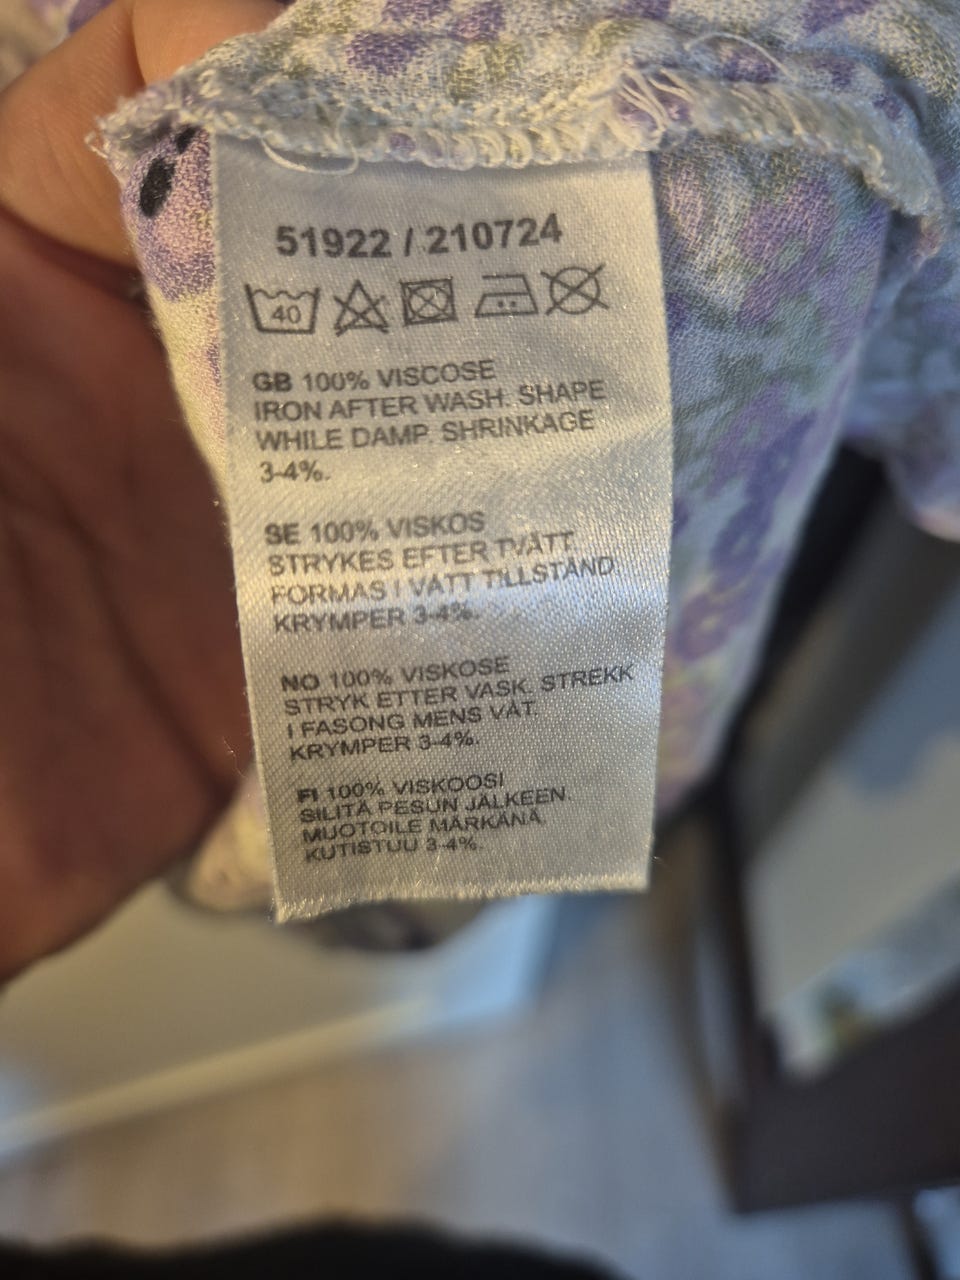 51922 / 210724
40
GB 100% VISCOSE
IRON AFTER WASH. SHAPE
WHILE DAMP. SHRINKAGE
3-4%.
SE 100% VISKOS
STRYKES EFTER TVÄTT.
FORMAS I VÅTT TILLSTÅND
KRYMPER 3-4%.
NO 100% VISKOSE
STRYK ETTER VASK. STREKK
I FASONG MENS VÅT.
KRYMPER 3-4%.
FI 100% VISKOOSI
SILITÄ PESUN JÄLKEEN.
MUOTOILE MÄRKÄNÄ.
KUTISTUU 3-4%.